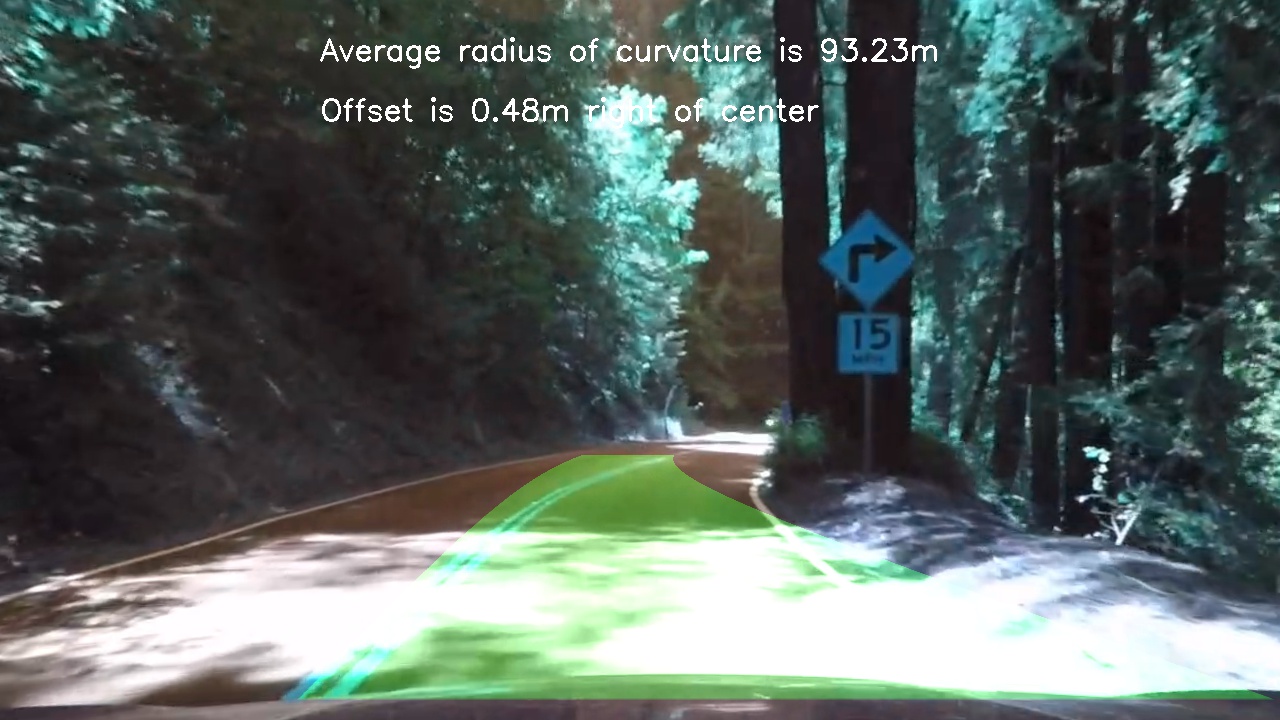 Average radius of curvature is 93.23m
Offset is 0.48m right of center
15